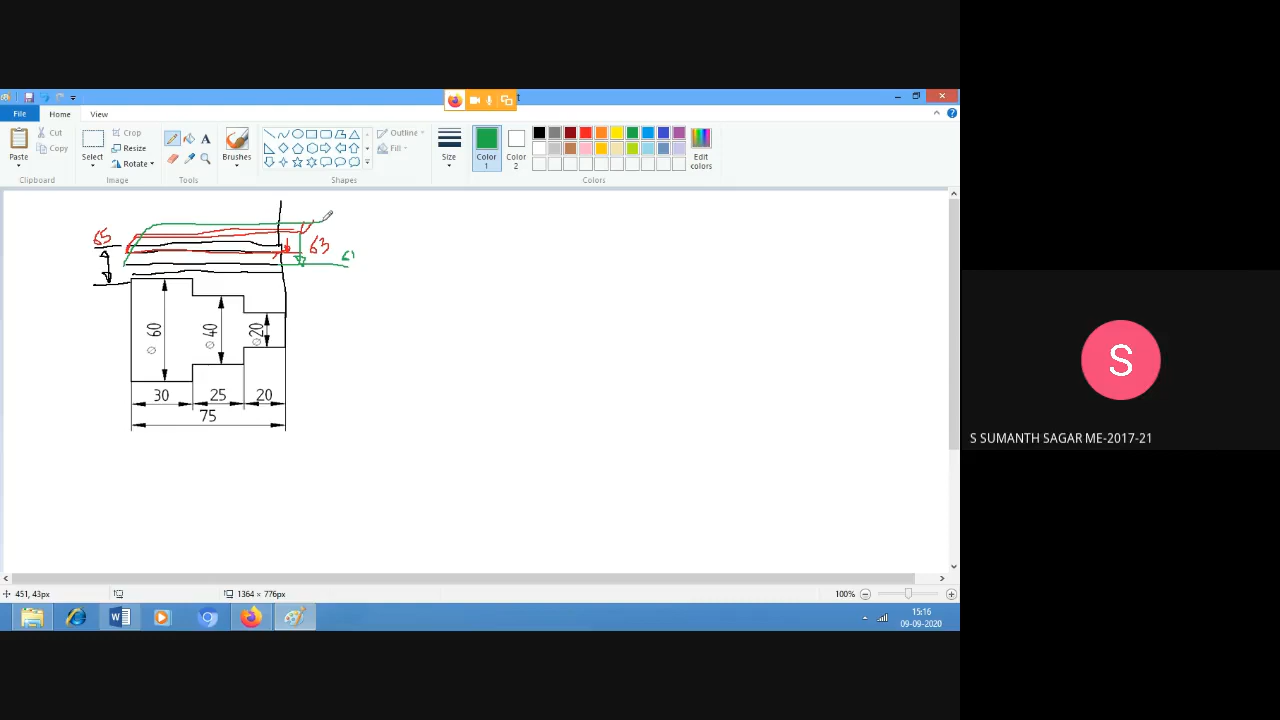 File
Home
View
Paste
Cut
Copy
Clipboard
Select
Crop
Resize
Rotate
Image
A
Tools
Brushes
Shapes
Outline
Fill
Size
Color
1
Color
2
Edit
colors
Colors
65
63
⌀ 60
⌀ 40
⌀20
30
25
20
75
S
S SUMANTH SAGAR ME-2017-21
451, 43px
1364 × 776px
100%
15:16
09-09-2020